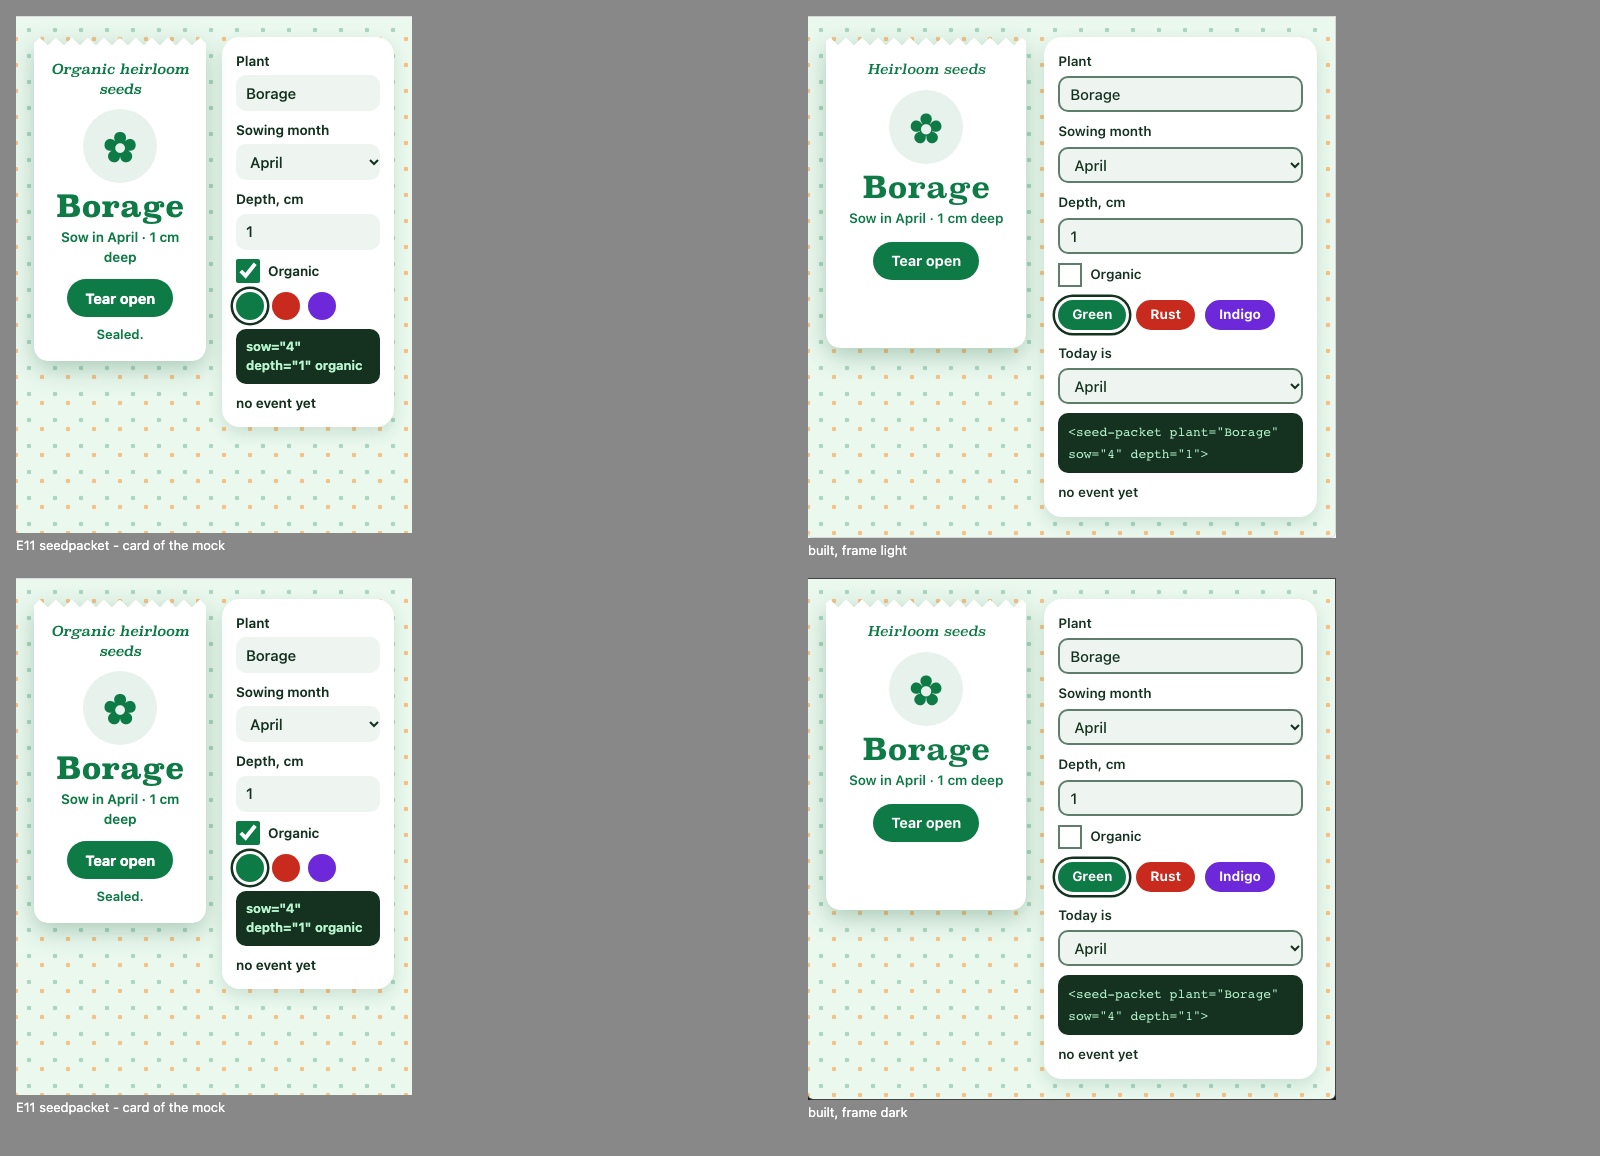 Organic heirloom
seeds
Borage
Sow in April · 1 cm
deep
Tear open
Sealed.
Plant
Borage
Sowing month
April
Depth, cm
1
Organic
sow="4"
depth="1" organic
no event yet
E11 seedpacket - card of the mock
Heirloom seeds
Borage
Sow in April · 1 cm deep
Tear open
Plant
Borage
Sowing month
April
Depth, cm
1
Organic
Green Rust Indigo
Today is
April
<seed-packet plant="Borage"
sow="4" depth="1">
no event yet
built, frame light
Organic heirloom
seeds
Borage
Sow in April · 1 cm
deep
Tear open
Sealed.
Plant
Borage
Sowing month
April
Depth, cm
1
Organic
sow="4"
depth="1" organic
no event yet
E11 seedpacket - card of the mock
Heirloom seeds
Borage
Sow in April · 1 cm deep
Tear open
Plant
Borage
Sowing month
April
Depth, cm
1
Organic
Green Rust Indigo
Today is
April
<seed-packet plant="Borage"
sow="4" depth="1">
no event yet
built, frame dark